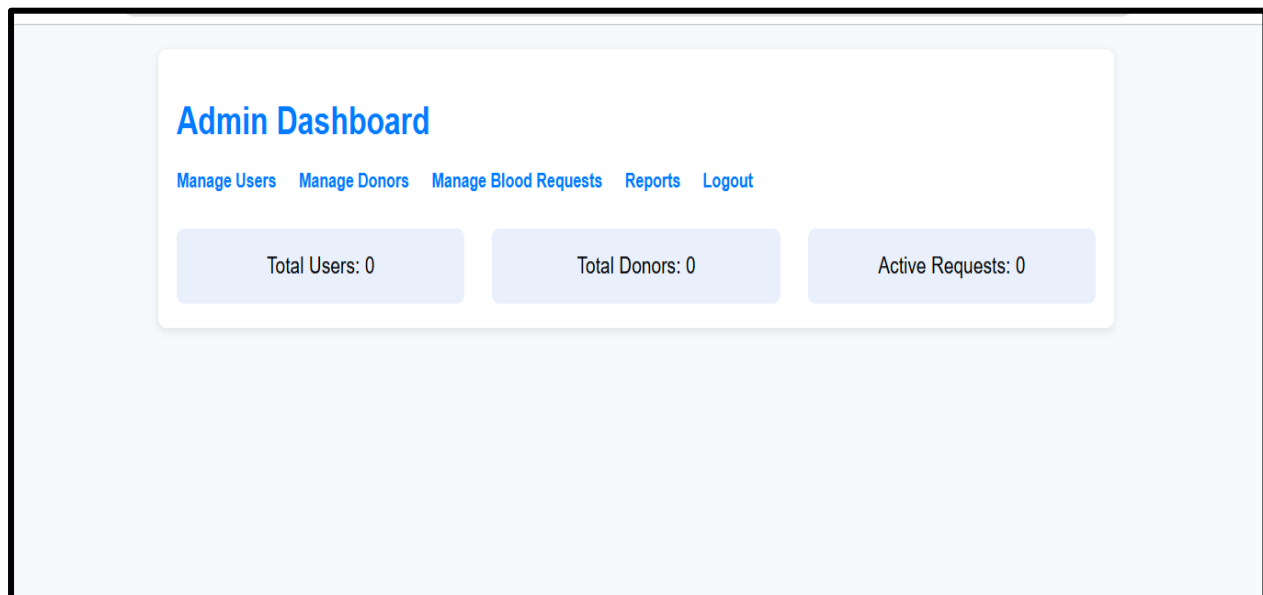 Admin Dashboard
Manage Users Manage Donors Manage Blood Requests Reports Logout
Total Users: 0 Total Donors: 0 Active Requests: 0